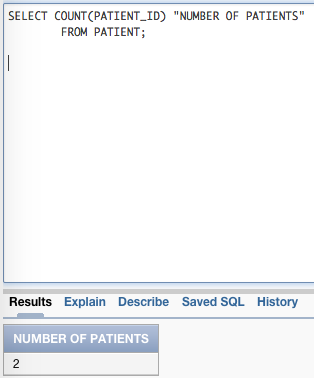 SELECT COUNT(PATIENT_ID) "NUMBER OF PATIENTS"
FROM PATIENT;
Results Explain Describe Saved SQL History
NUMBER OF PATIENTS
2